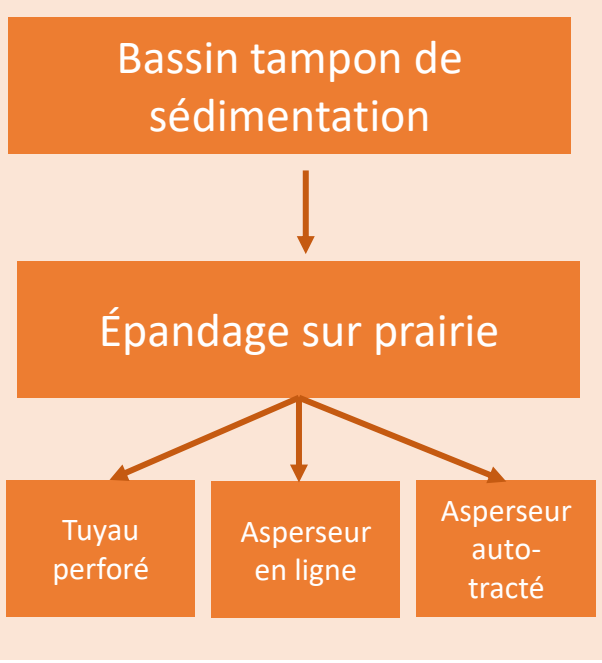 Bassin tampon de
sédimentation
Épandage sur prairie
Tuyau
perforé
Asperseur
en ligne
Asperseur
auto-
tracté